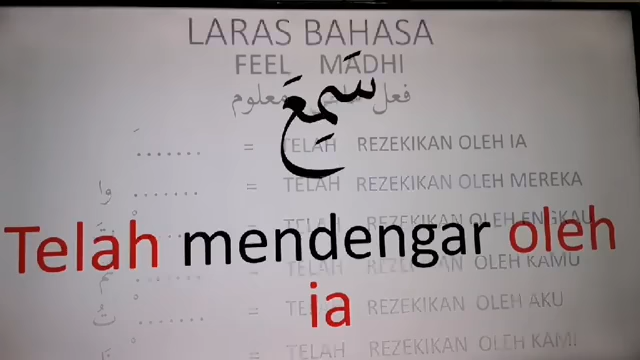 LARAS BAHASA
FEEL MADHI
فعل معلوم
سَمِعَ
َ ....... = TELAH REZEKIKAN OLEH IA
وا ....... = TELAH REZEKIKAN OLEH MEREKA
TELAH REZEKIKAN OLEH ENGKAU
Telah mendengar oleh
TELAH OLEH KAMU
ia
تُ ....... = TELAH REZEKIKAN OLEH AKU
TELAH REZEKIKAN OLEH KAMI